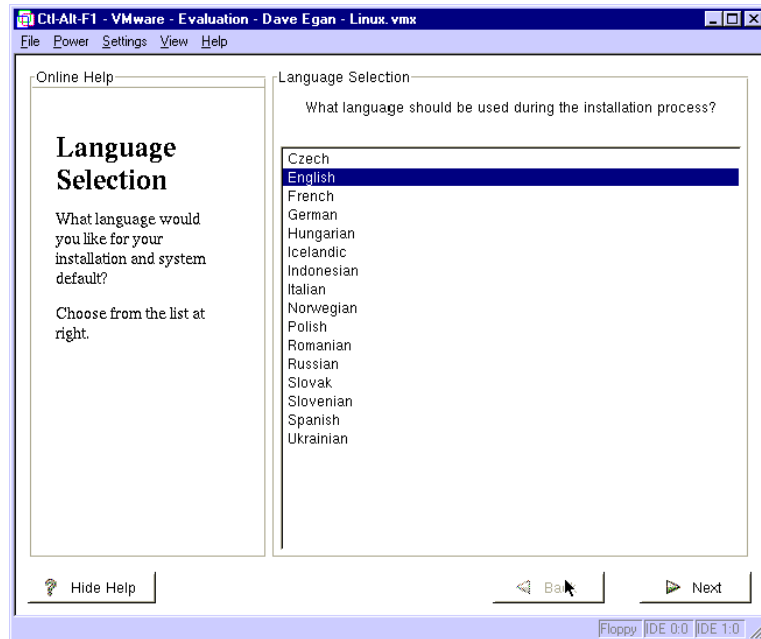 Ctl-Alt-F1 - VMware - Evaluation - Dave Egan - Linux.vmx
File Power Settings View Help
Online Help
Language
Selection
What language would
you like for your
installation and system
default?
Choose from the list at
right.
Language Selection
What language should be used during the installation process?
Czech
English
French
German
Hungarian
Icelandic
Indonesian
Italian
Norwegian
Polish
Romanian
Russian
Slovak
Slovenian
Spanish
Ukrainian
Hide Help
Back
Next
Floppy IDE 0:0 IDE 1:0